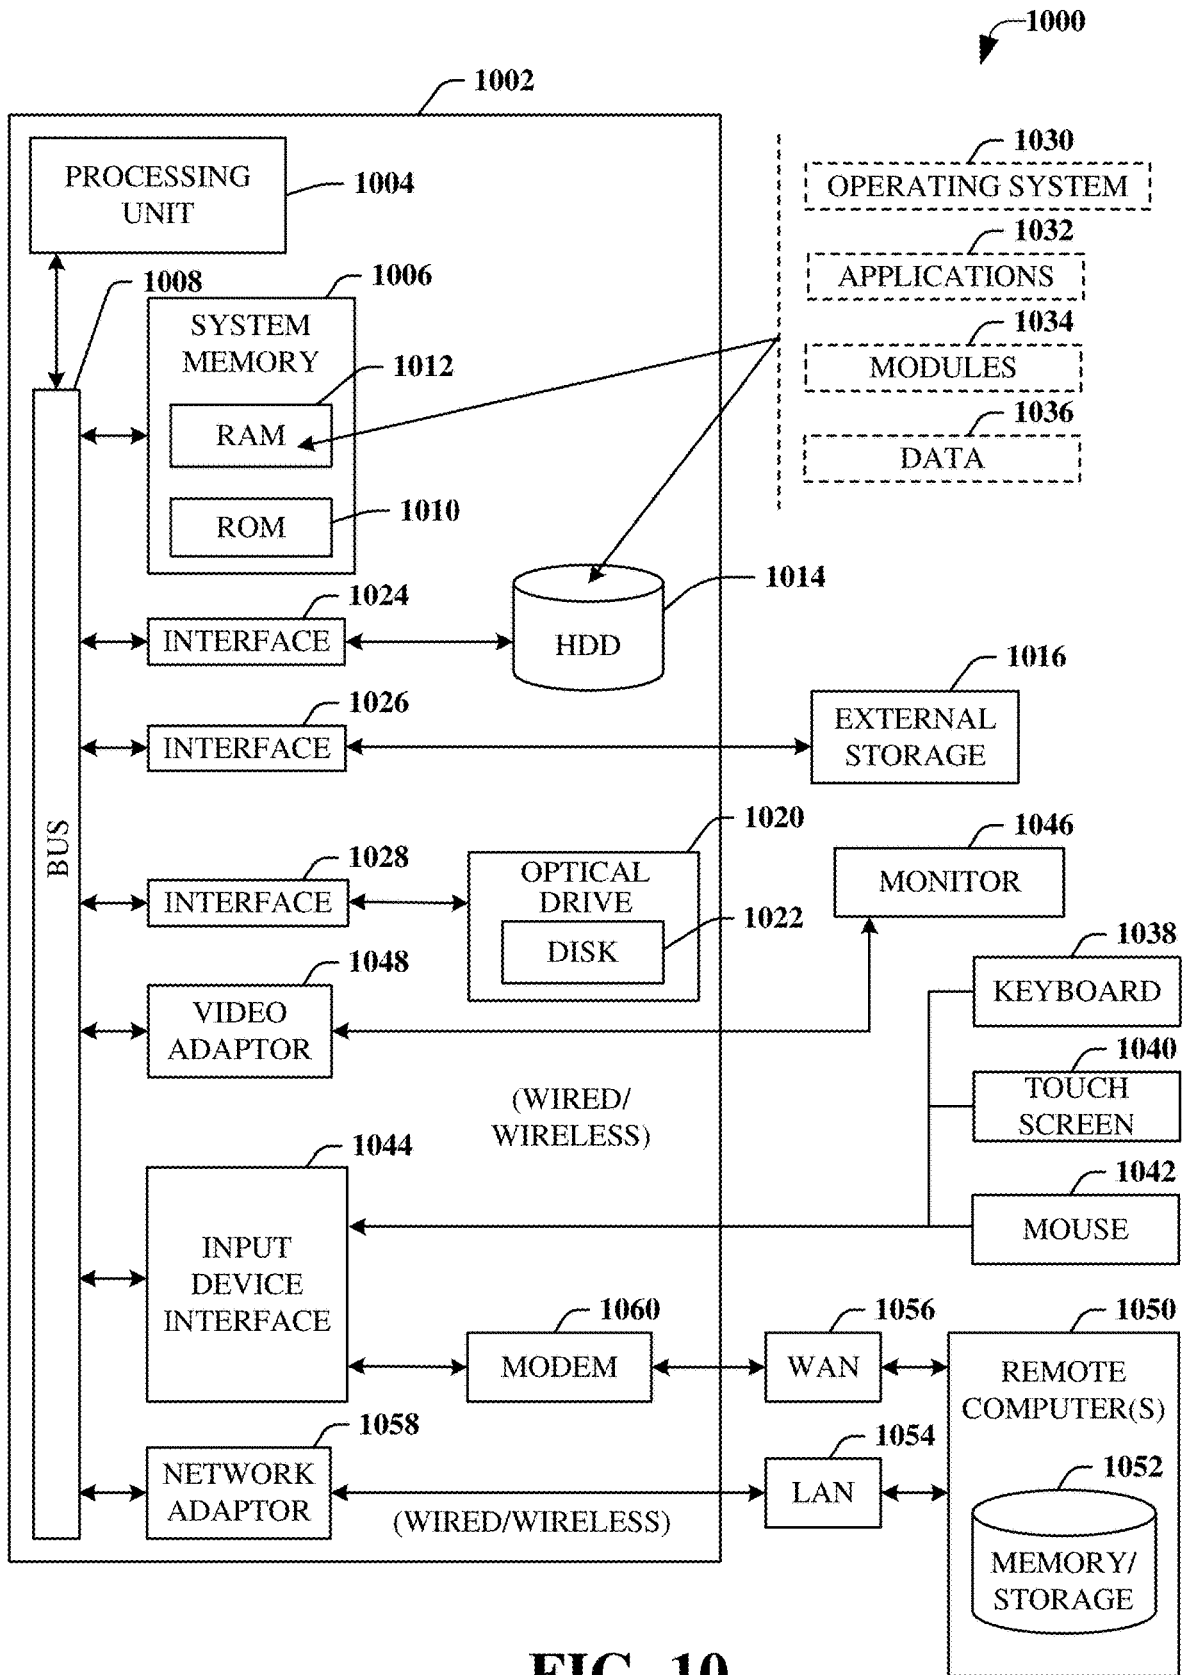 1000
1002
PROCESSING
UNIT
1004
1030
OPERATING SYSTEM
1032
APPLICATIONS
1034
MODULES
1036
DATA
1008
1006
SYSTEM
MEMORY
1012
RAM
1010
ROM
1014
HDD
1024
INTERFACE
1016
EXTERNAL
STORAGE
1026
INTERFACE
BUS
1020
OPTICAL
DRIVE
1022
DISK
1028
INTERFACE
1046
MONITOR
1048
VIDEO
ADAPTOR
1038
KEYBOARD
1040
TOUCH
SCREEN
(WIRED/
WIRELESS)
1042
MOUSE
1044
INPUT
DEVICE
INTERFACE
1060
MODEM
1056
WAN
1050
REMOTE
COMPUTER(S)
1058
NETWORK
ADAPTOR
(WIRED/WIRELESS)
1054
LAN
1052
MEMORY/
STORAGE
FIG. 10